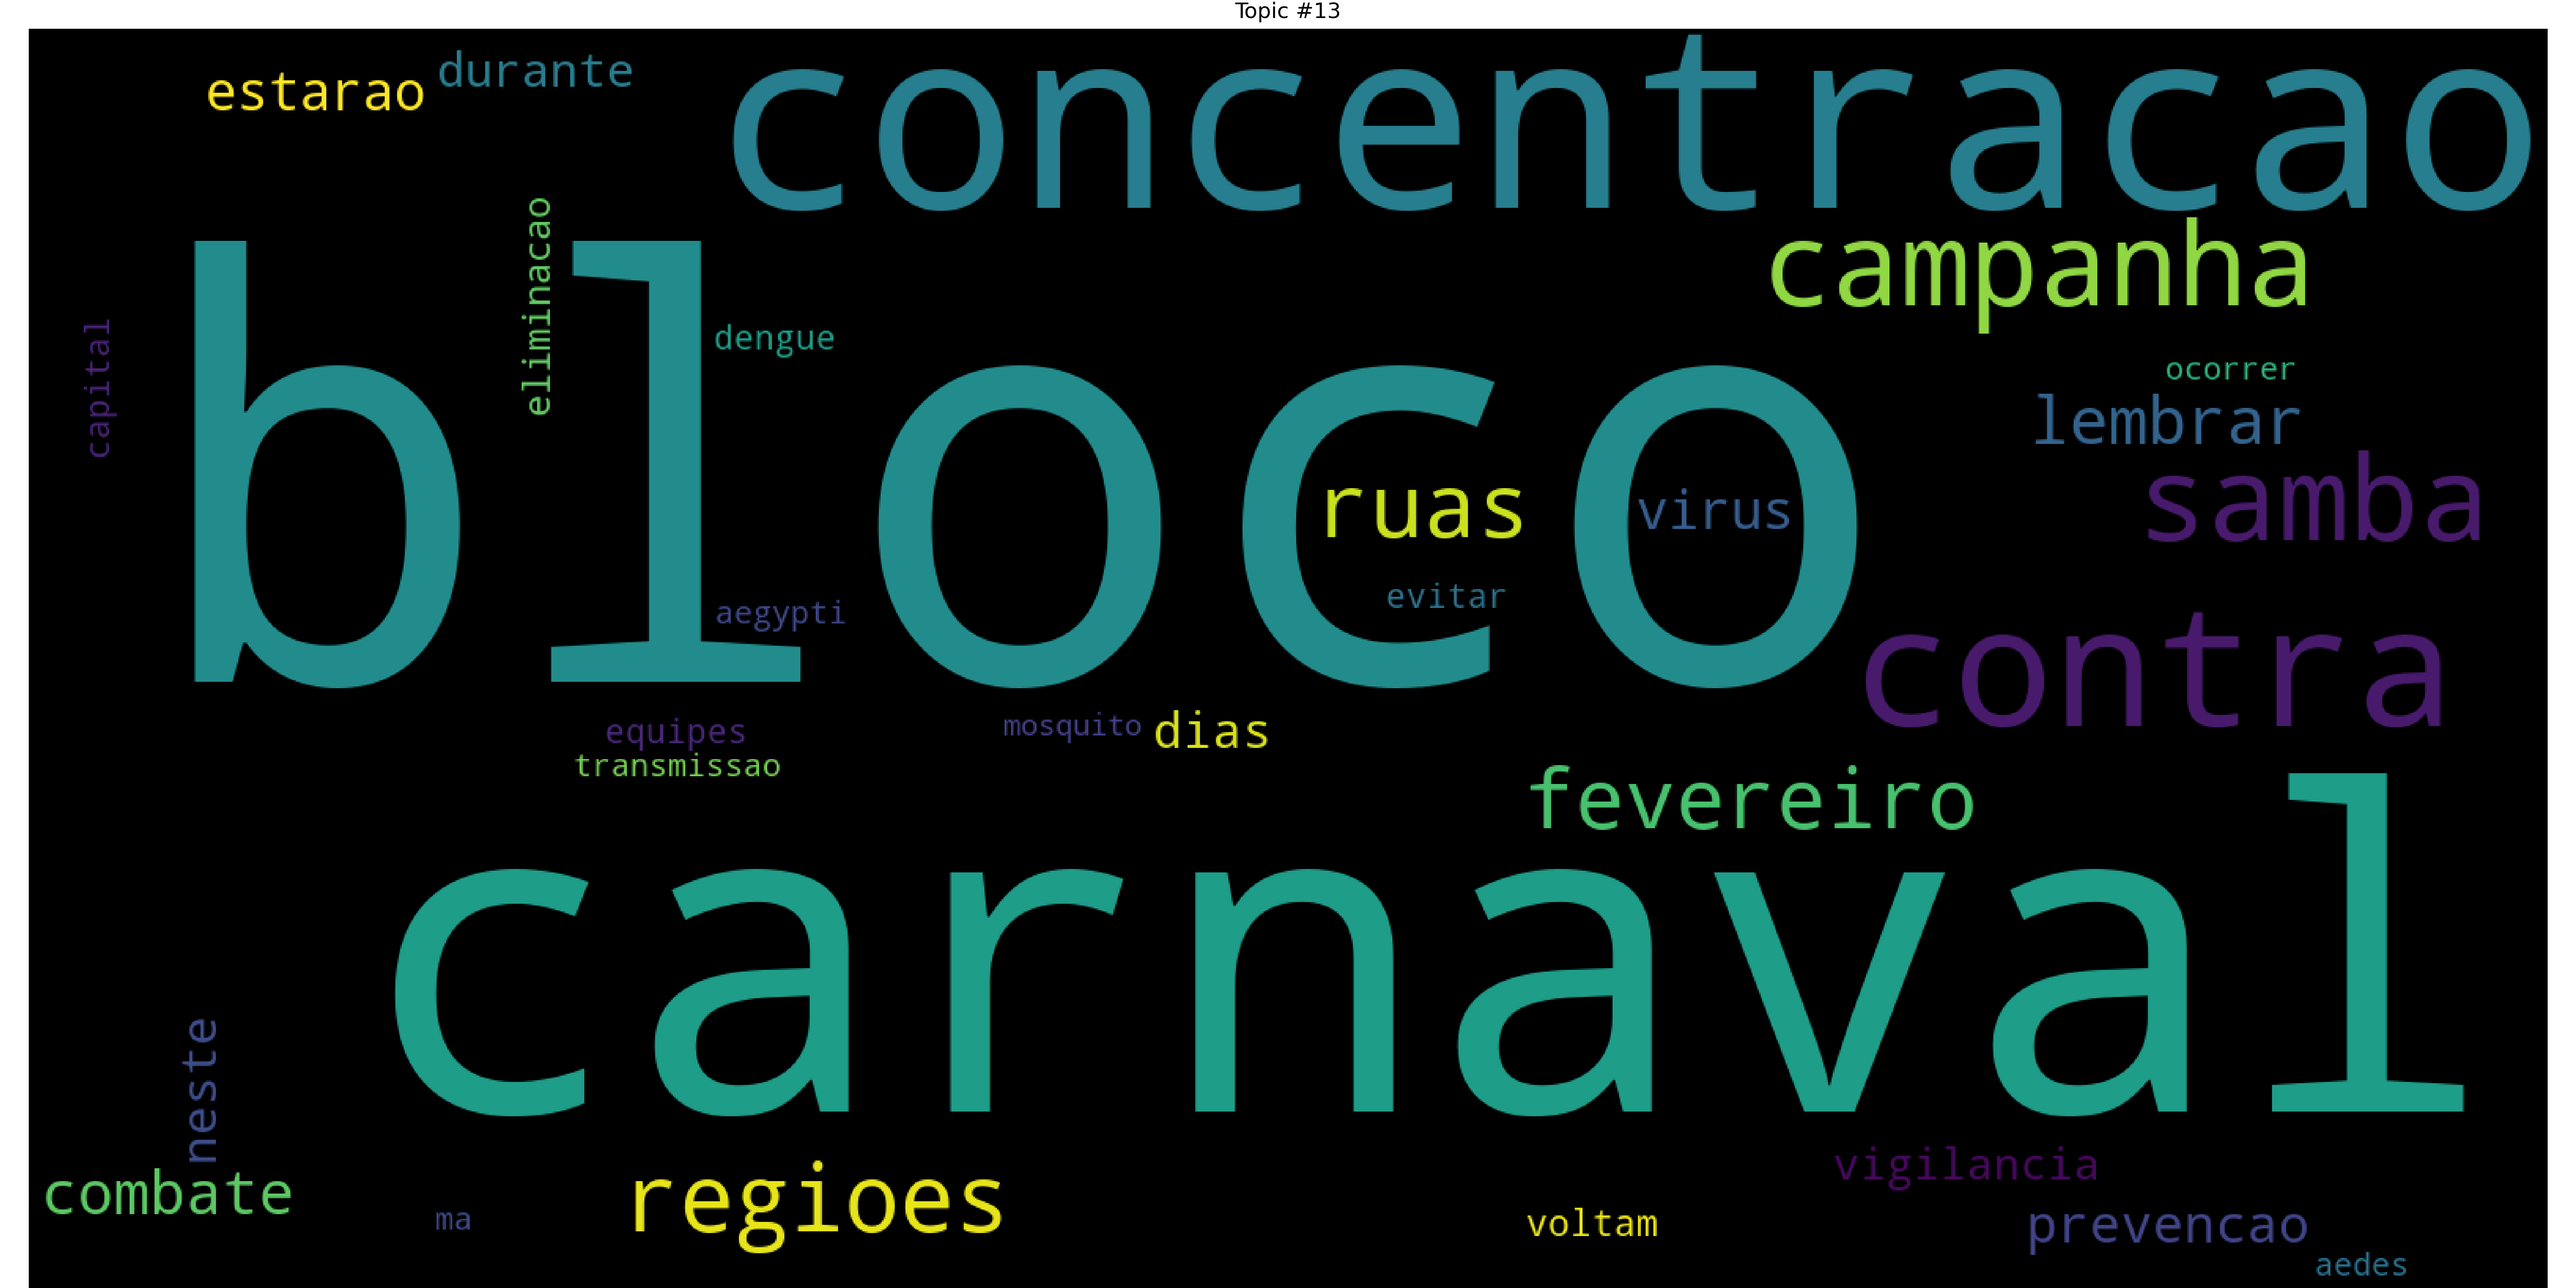 Topic #13
estarao
durante
concentracao
campanha
eliminacao
capital
dengue
ocorrer
lembrar
bloco
ruas
virus
samba
evitar
aegypti
contra
equipes
mosquito
dias
transmissao
fevereiro
carnaval
neste
combate
ma
regioes
voltam
vigilancia
prevencao
aedes